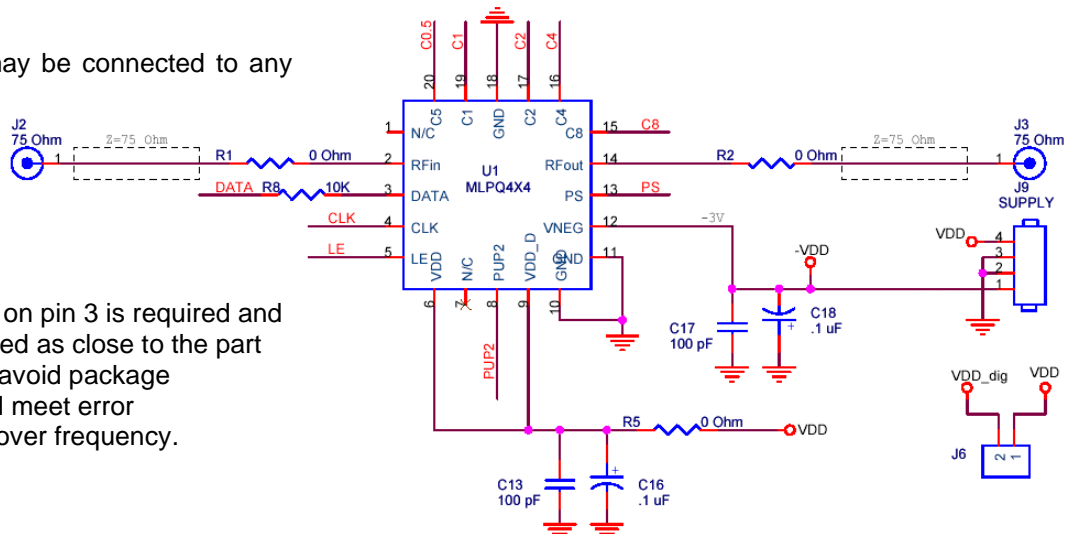 may be connected to any
on pin 3 is required and
ed as close to the part
avoid package
l meet error
over frequency.
C0.5
C1
C2
C4
20
19
18
17
16
C5
C1
GND
C2
C4
J2
75 Ohm
1
Z=75 Ohm
R1
0 Ohm
DATA
R8
10K
CLK
LE
1
2
3
4
5
N/C
RFin
DATA
CLK
LE
U1
MLPQ4X4
C8
RFout
PS
VNEG
GND
15
14
13
12
11
C8
R2
0 Ohm
Z=75 Ohm
1
J3
75 Ohm
PS
-3V
J9
SUPPLY
VDD
4
3
2
1
-VDD
VDD
N/C
PUP2
VDD_D
GND
6
7
8
9
10
PUP2
C17
100 pF
C18
.1 uF
+
R5
0 Ohm
VDD
C13
100 pF
C16
.1 uF
+
VDD_dig
VDD
J6
2
1